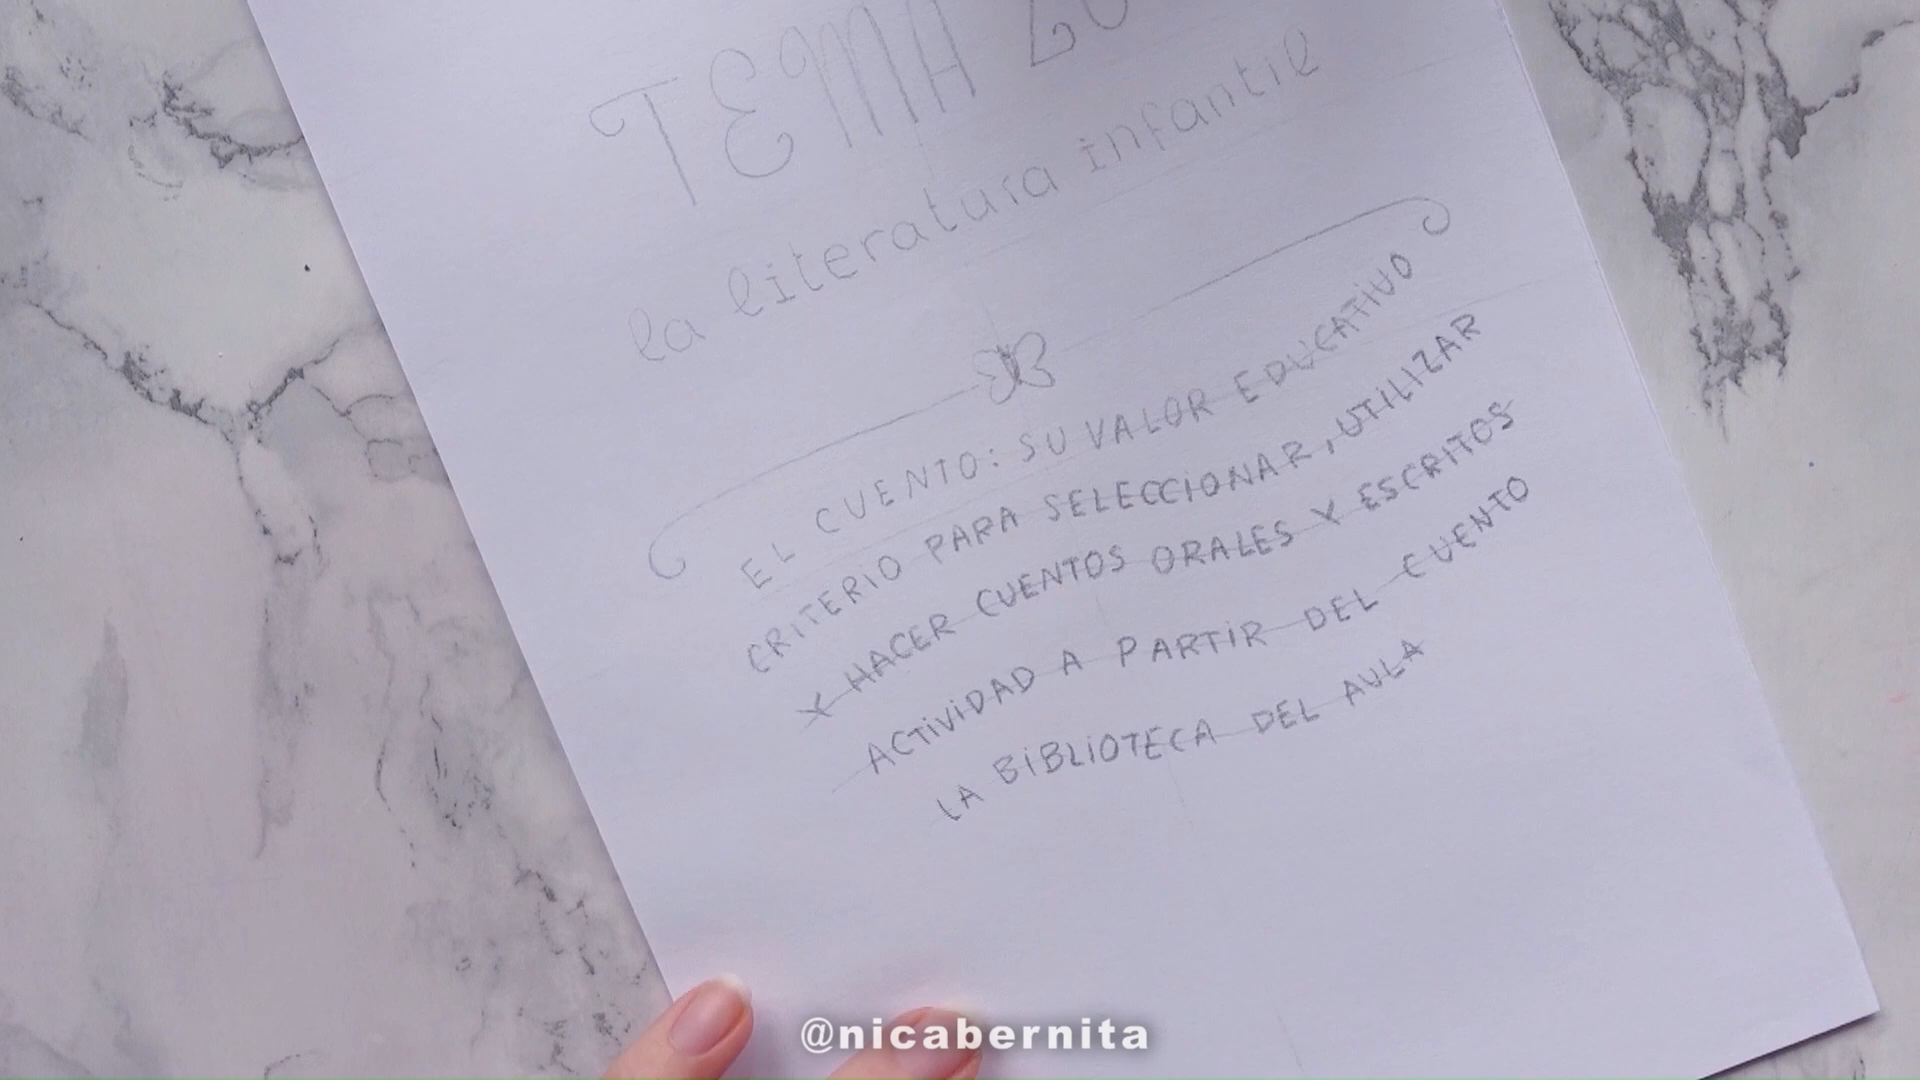 TEMA 20
la literatura infantil
EL CUENTO: SU VALOR EDUCATIVO
CRITERIO PARA SELECCIONAR, UTILIZAR
Y HACER CUENTOS ORALES Y ESCRITOS
ACTIVIDAD A PARTIR DEL CUENTO
LA BIBLIOTECA DEL AULA
@nicabernita